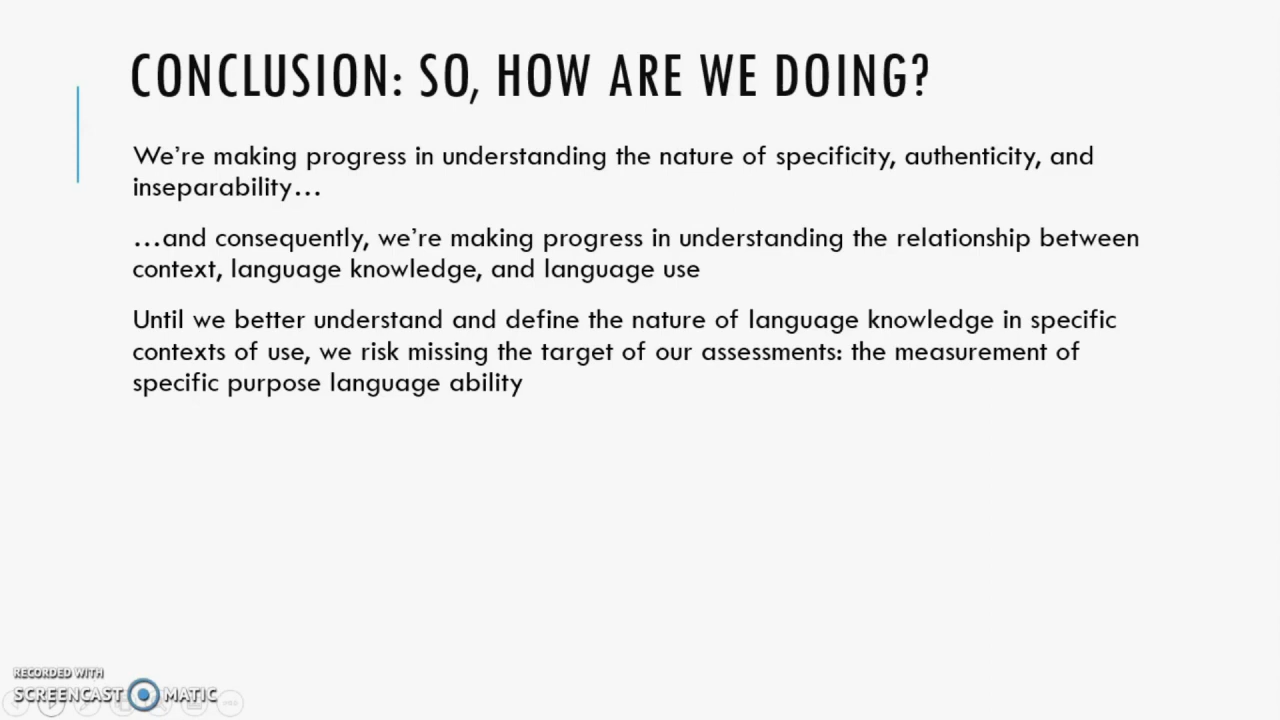 CONCLUSION: SO, HOW ARE WE DOING?
We’re making progress in understanding the nature of specificity, authenticity, and
inseparability…
…and consequently, we’re making progress in understanding the relationship between
context, language knowledge, and language use
Until we better understand and define the nature of language knowledge in specific
contexts of use, we risk missing the target of our assessments: the measurement of
specific purpose language ability
RECORDED WITH
SCREENCAST MATIC